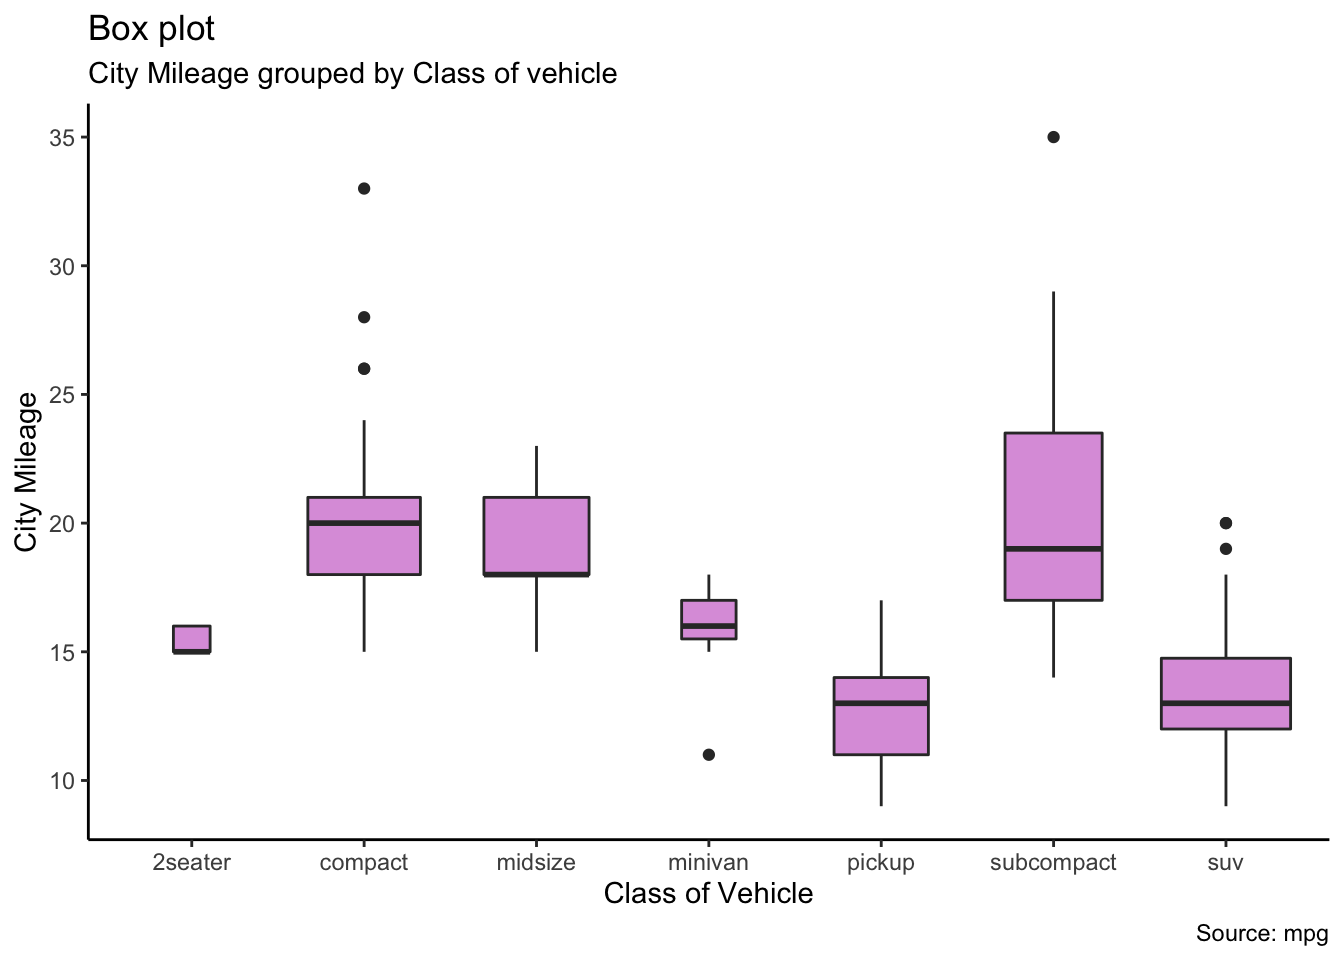 Box plot
City Mileage grouped by Class of vehicle
City Mileage
35
30
25
20
15
10
2seater compact midsize minivan pickup subcompact suv
Class of Vehicle
Source: mpg